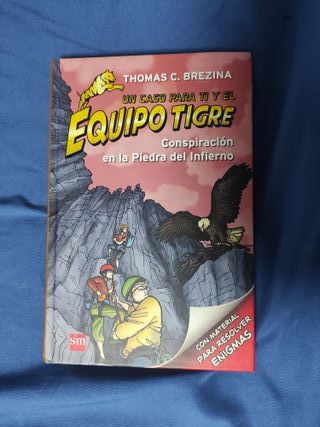 THOMAS C. BREZINA
UN CASO PARA TI Y EL
EQUIPO TIGRE
Conspiración
en la Piedra del Infierno
CON MATERIAL
PARA RESOLVER
ENIGMAS
sm